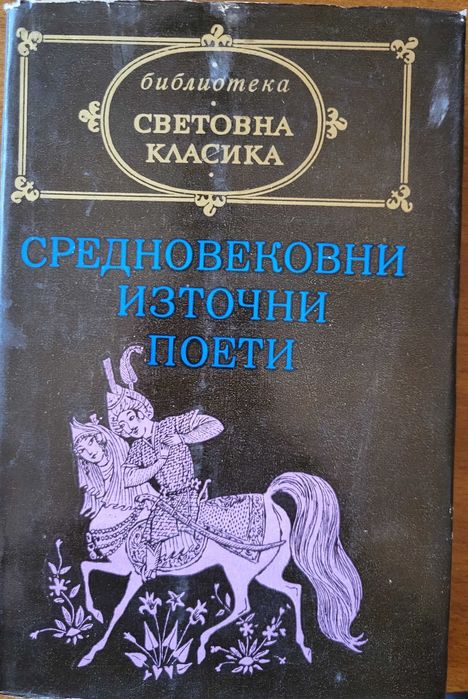 библиотека
СВЕТОВНА
КЛАСИКА
СРЕДНОВЕКОВНИ
ИЗТОЧНИ
ПОЕТИ